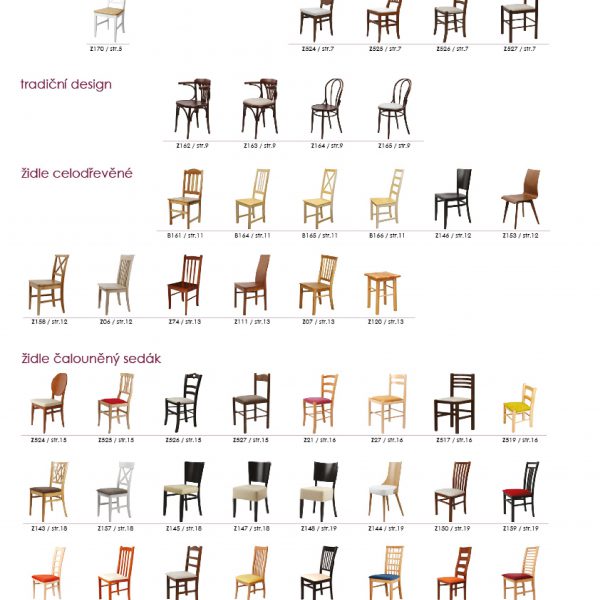 Z170 / str.5 Z524 / str.7 Z525 / str.7 Z526 / str.7 Z527 / str.7
tradiční design
Z162 / str.9 Z163 / str.9 Z164 / str.9 Z165 / str.9
židle celodřevěné
B161 / str.11 B164 / str.11 B165 / str.11 B166 / str.11 Z146 / str.12 Z153 / str.12
Z158 / str.12 Z06 / str.12 Z74 / str.13 Z111 / str.13 Z07 / str.13 Z120 / str.13
židle čalouněný sedák
Z524 / str.15 Z525 / str.15 Z526 / str.15 Z527 / str.15 Z21 / str.16 Z27 / str.16 Z517 / str.16 Z519 / str.16
Z143 / str.18 Z157 / str.18 Z145 / str.18 Z147 / str.18 Z148 / str.19 Z144 / str.19 Z150 / str.19 Z159 / str.19